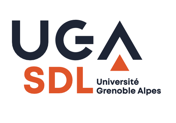 UGA
SDL
Université
Grenoble Alpes